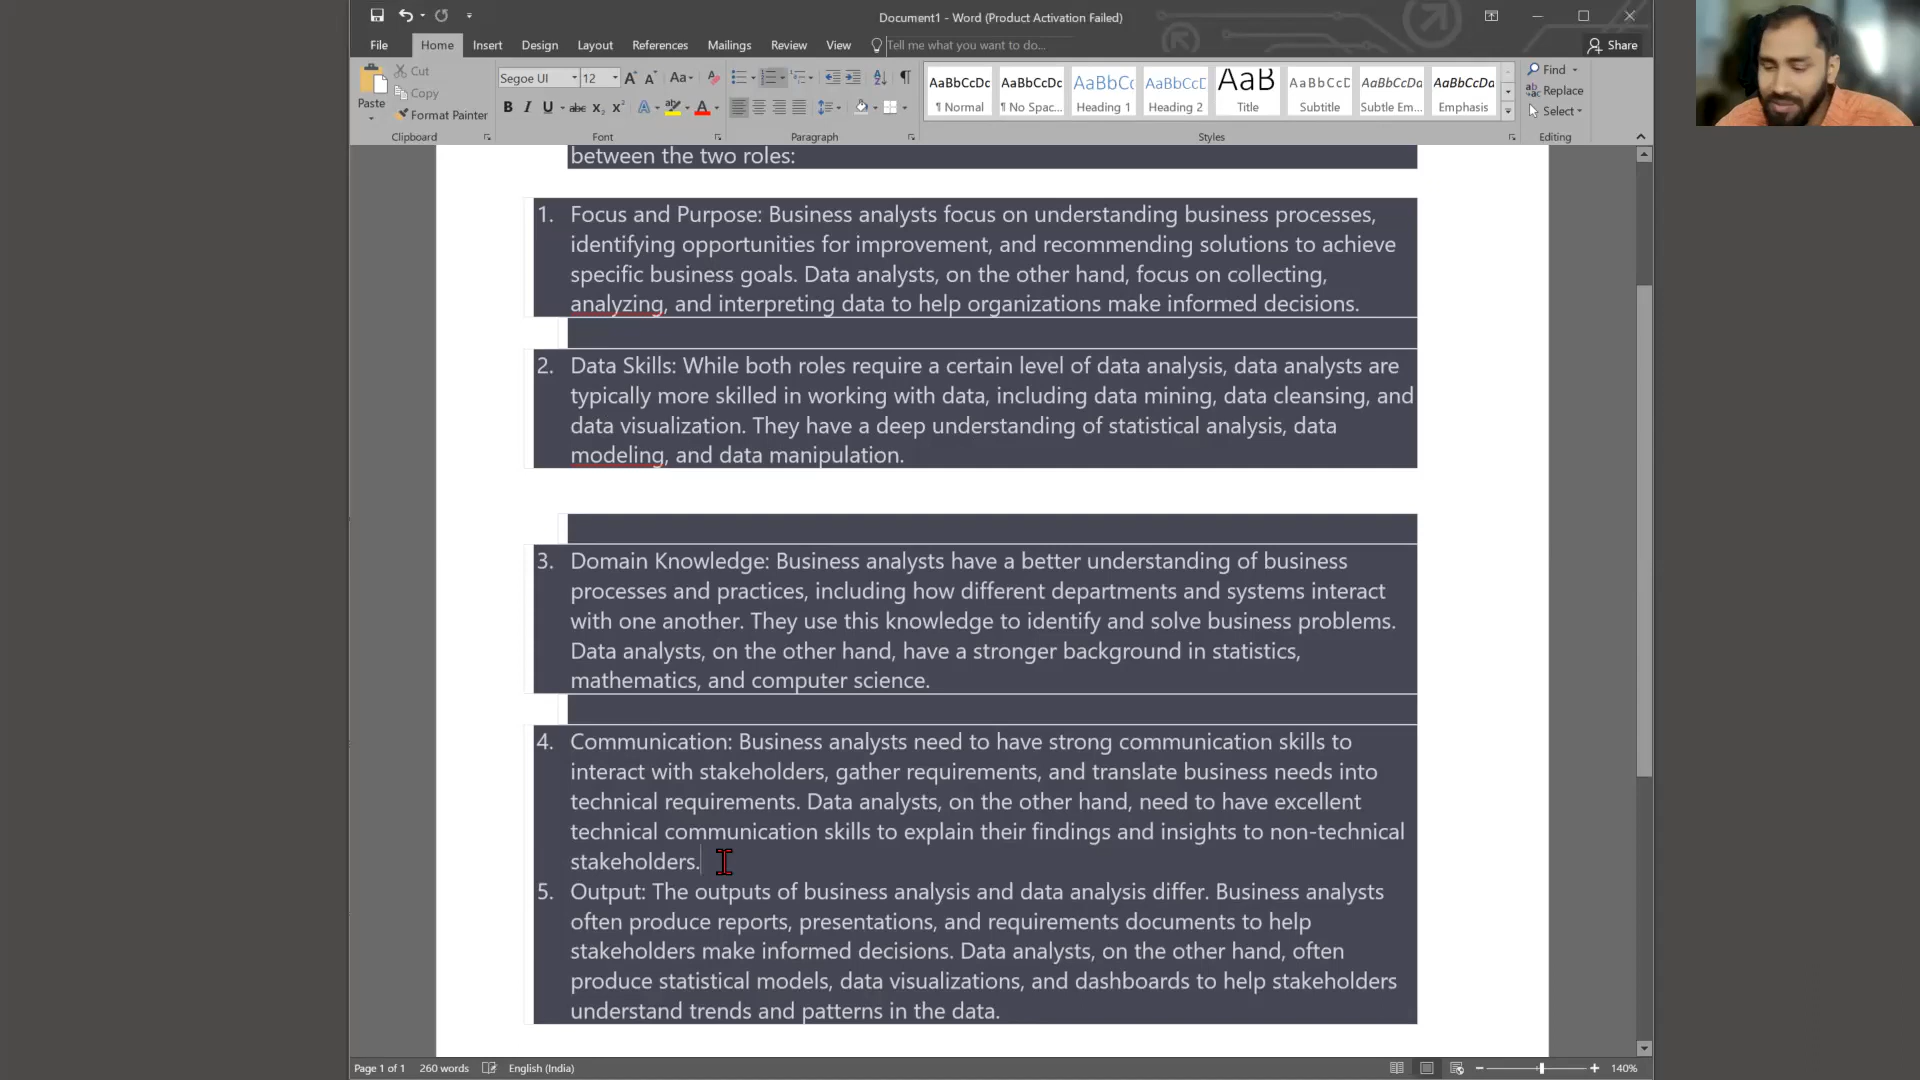 Document1 - Word (Product Activation Failed)
File Home Insert Design Layout References Mailings Review View Tell me what you want to do... Share
Paste Cut Copy Format Painter
Clipboard
Segoe UI 12
Font
Paragraph
AaBbCcDc AaBbCcDc AaBbCc AaBbCcD AaB AaBbCcD AaBbCcDa AaBbCcDa
¶ Normal ¶ No Spac... Heading 1 Heading 2 Title Subtitle Subtle Em... Emphasis
Styles
Find
Replace
Select
Editing
between the two roles:
1. Focus and Purpose: Business analysts focus on understanding business processes,
identifying opportunities for improvement, and recommending solutions to achieve
specific business goals. Data analysts, on the other hand, focus on collecting,
analyzing, and interpreting data to help organizations make informed decisions.
2. Data Skills: While both roles require a certain level of data analysis, data analysts are
typically more skilled in working with data, including data mining, data cleansing, and
data visualization. They have a deep understanding of statistical analysis, data
modeling, and data manipulation.
3. Domain Knowledge: Business analysts have a better understanding of business
processes and practices, including how different departments and systems interact
with one another. They use this knowledge to identify and solve business problems.
Data analysts, on the other hand, have a stronger background in statistics,
mathematics, and computer science.
4. Communication: Business analysts need to have strong communication skills to
interact with stakeholders, gather requirements, and translate business needs into
technical requirements. Data analysts, on the other hand, need to have excellent
technical communication skills to explain their findings and insights to non-technical
stakeholders.
5. Output: The outputs of business analysis and data analysis differ. Business analysts
often produce reports, presentations, and requirements documents to help
stakeholders make informed decisions. Data analysts, on the other hand, often
produce statistical models, data visualizations, and dashboards to help stakeholders
understand trends and patterns in the data.
Page 1 of 1 260 words English (India) 140%